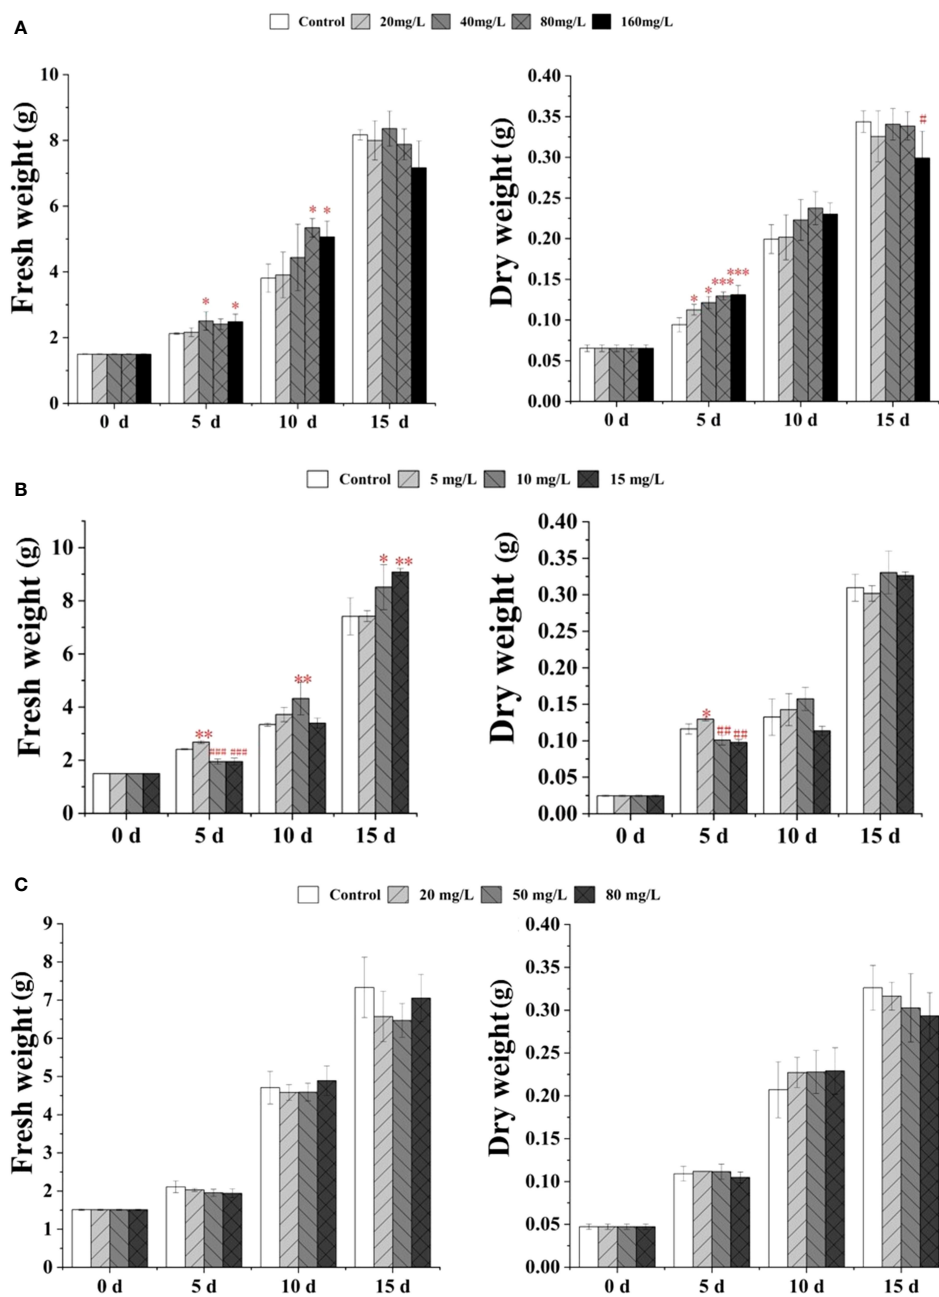 A
Control 20mg/L 40mg/L 80mg/L 160mg/L
Fresh weight (g)
10
8
6
4
2
0
* * * *
0 d 5 d 10 d 15 d
Dry weight (g)
0.40
0.35
0.30
0.25
0.20
0.15
0.10
0.05
0.00
* * *** *** #
0 d 5 d 10 d 15 d
B
Control 5 mg/L 10 mg/L 15 mg/L
Fresh weight (g)
10
8
6
4
2
0
** ### ### ** * **
0 d 5 d 10 d 15 d
Dry weight (g)
0.40
0.35
0.30
0.25
0.20
0.15
0.10
0.05
0.00
* ## ##
0 d 5 d 10 d 15 d
C
Control 20 mg/L 50 mg/L 80 mg/L
Fresh weight (g)
9
8
7
6
5
4
3
2
1
0 d 5 d 10 d 15 d
Dry weight (g)
0.40
0.35
0.30
0.25
0.20
0.15
0.10
0.05
0.00
0 d 5 d 10 d 15 d